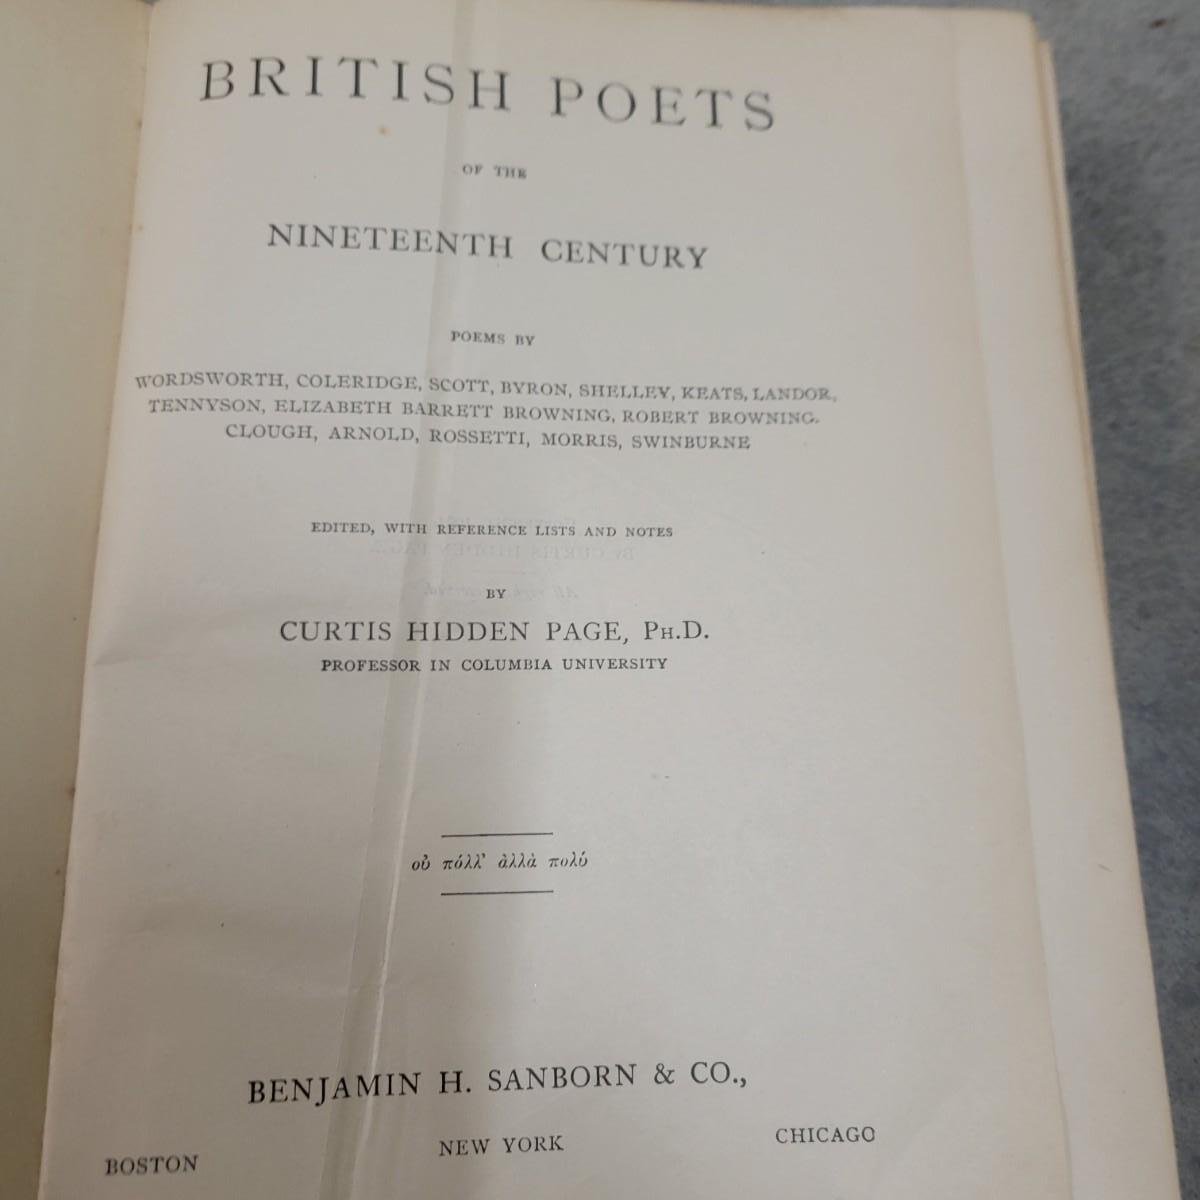 BRITISH POETS
OF THE
NINETEENTH CENTURY
POEMS BY
WORDSWORTH, COLERIDGE, SCOTT, BYRON, SHELLEY, KEATS, LANDOR,
TENNYSON, ELIZABETH BARRETT BROWNING, ROBERT BROWNING,
CLOUGH, ARNOLD, ROSSETTI, MORRIS, SWINBURNE
EDITED, WITH REFERENCE LISTS AND NOTES
BY
CURTIS HIDDEN PAGE, PH.D.
PROFESSOR IN COLUMBIA UNIVERSITY
οὐ πόλλ' ἀλλὰ πολύ
BENJAMIN H. SANBORN & CO.,
BOSTON NEW YORK CHICAGO